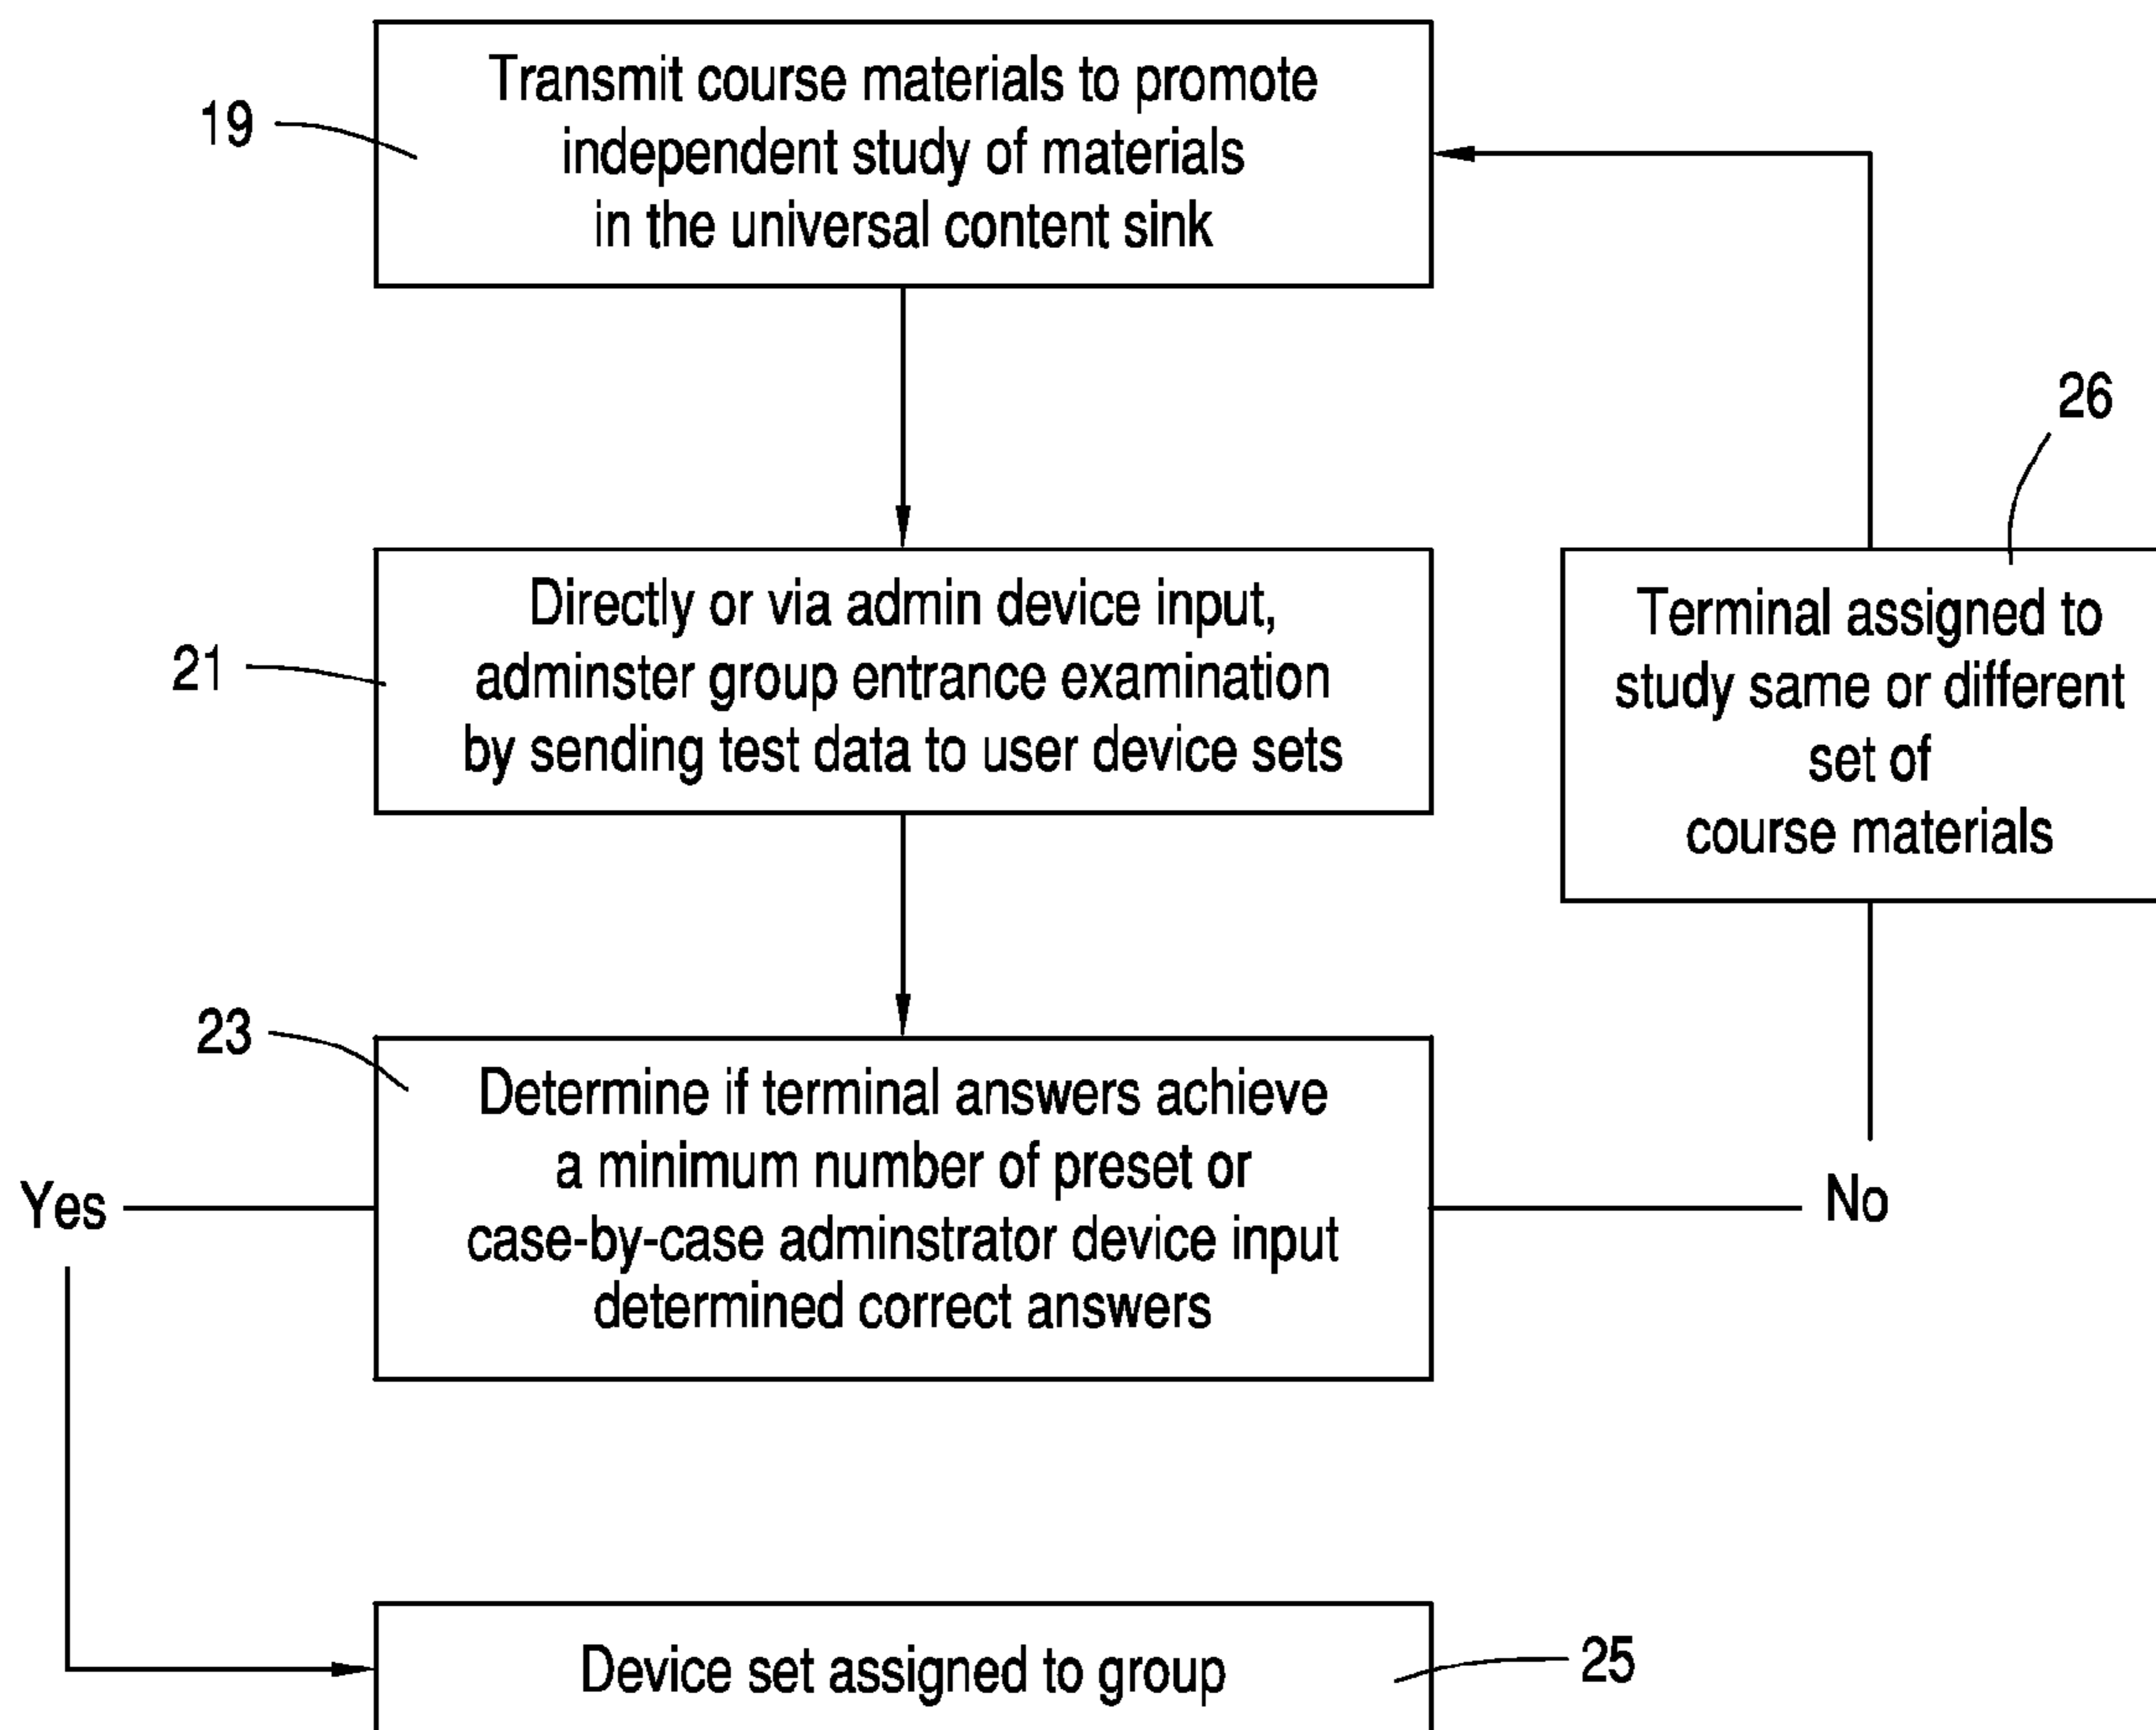 19
Transmit course materials to promote
independent study of materials
in the universal content sink
26
21
Directly or via admin device input,
adminster group entrance examination
by sending test data to user device sets
Terminal assigned to
study same or different
set of
course materials
23
Determine if terminal answers achieve
a minimum number of preset or
case-by-case adminstrator device input
determined correct answers
Yes
No
Device set assigned to group
25